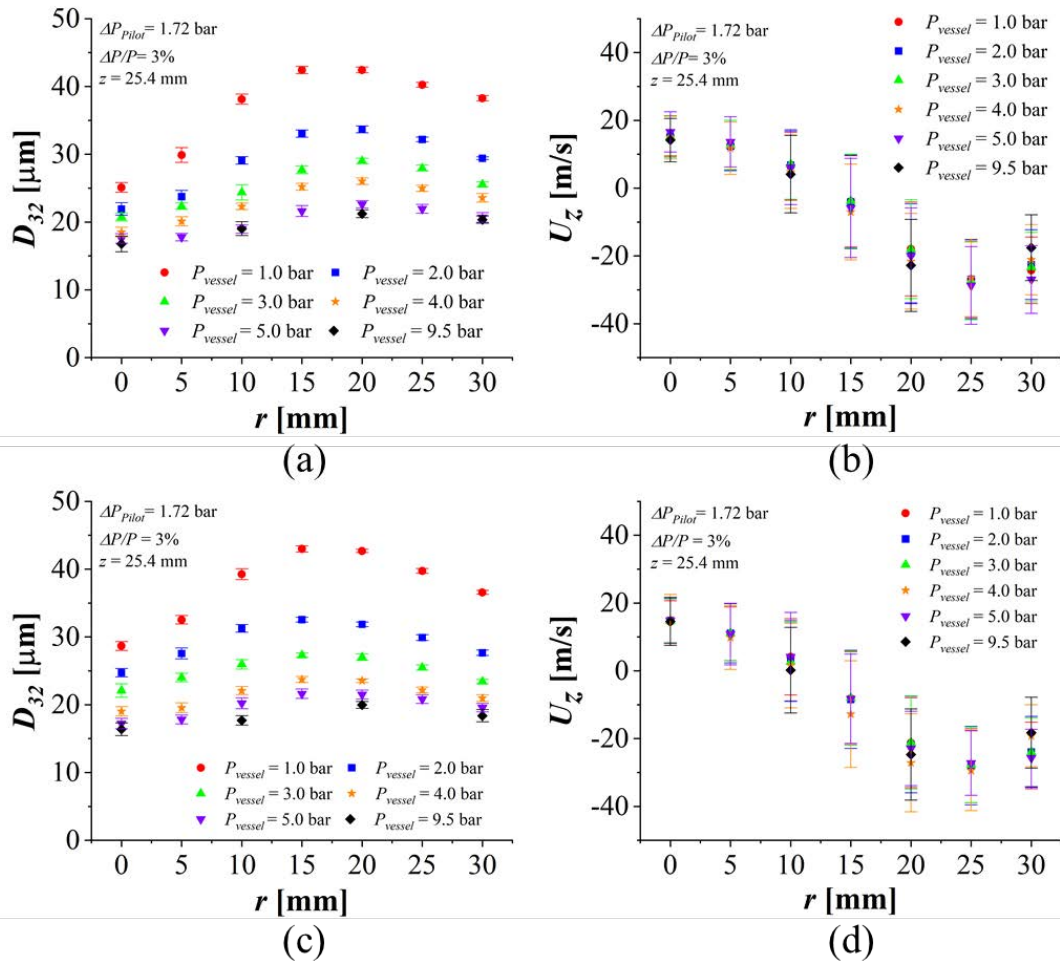 ΔP_Pilot = 1.72 bar
ΔP/P = 3%
z = 25.4 mm
D_32 [μm]
50
40
30
20
10
0
P_vessel = 1.0 bar
P_vessel = 2.0 bar
P_vessel = 3.0 bar
P_vessel = 4.0 bar
P_vessel = 5.0 bar
P_vessel = 9.5 bar
0 5 10 15 20 25 30
r [mm]
(a)
ΔP_Pilot = 1.72 bar
ΔP/P = 3%
z = 25.4 mm
P_vessel = 1.0 bar
P_vessel = 2.0 bar
P_vessel = 3.0 bar
P_vessel = 4.0 bar
P_vessel = 5.0 bar
P_vessel = 9.5 bar
U_Z [m/s]
40
20
0
-20
-40
0 5 10 15 20 25 30
r [mm]
(b)
ΔP_Pilot = 1.72 bar
ΔP/P = 3%
z = 25.4 mm
D_32 [μm]
50
40
30
20
10
0
P_vessel = 1.0 bar
P_vessel = 2.0 bar
P_vessel = 3.0 bar
P_vessel = 4.0 bar
P_vessel = 5.0 bar
P_vessel = 9.5 bar
0 5 10 15 20 25 30
r [mm]
(c)
ΔP_Pilot = 1.72 bar
ΔP/P = 3%
z = 25.4 mm
P_vessel = 1.0 bar
P_vessel = 2.0 bar
P_vessel = 3.0 bar
P_vessel = 4.0 bar
P_vessel = 5.0 bar
P_vessel = 9.5 bar
U_Z [m/s]
40
20
0
-20
-40
0 5 10 15 20 25 30
r [mm]
(d)